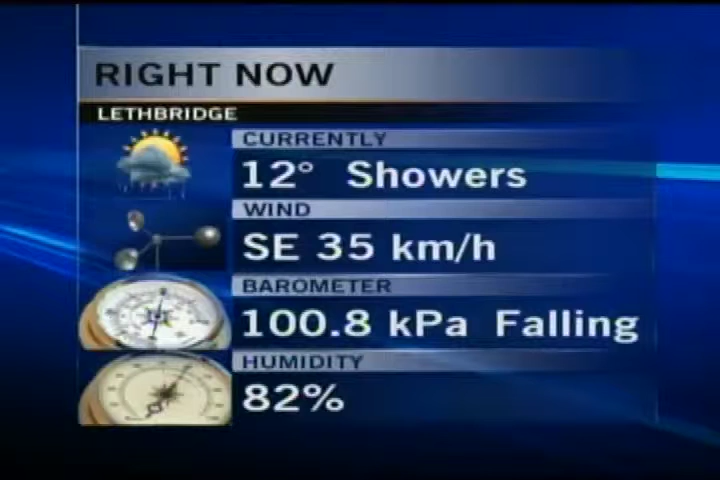 RIGHT NOW
LETHBRIDGE
CURRENTLY
12° Showers
WIND
SE 35 km/h
BAROMETER
100.8 kPa Falling
HUMIDITY
82%